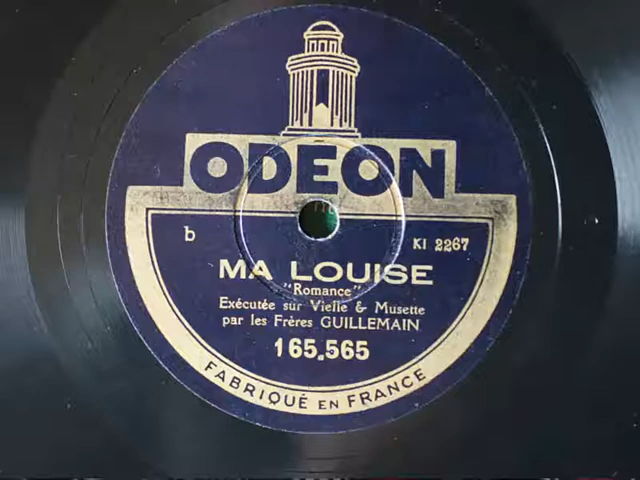 ODEON
b
KI 2267
MA LOUISE
"Romance"
Exécutée sur Vielle & Musette
par les Frères GUILLEMAIN
165.565
FABRIQUÉ EN FRANCE